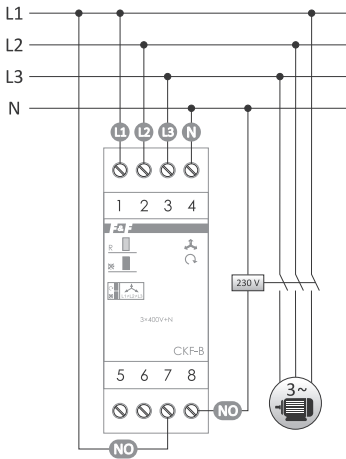 L1
L2
L3
N
L1 L2 L3 N
1 2 3 4
F&F
R
230 V
3×400V+N
CKF-B
3~
5 6 7 8
NO
NO